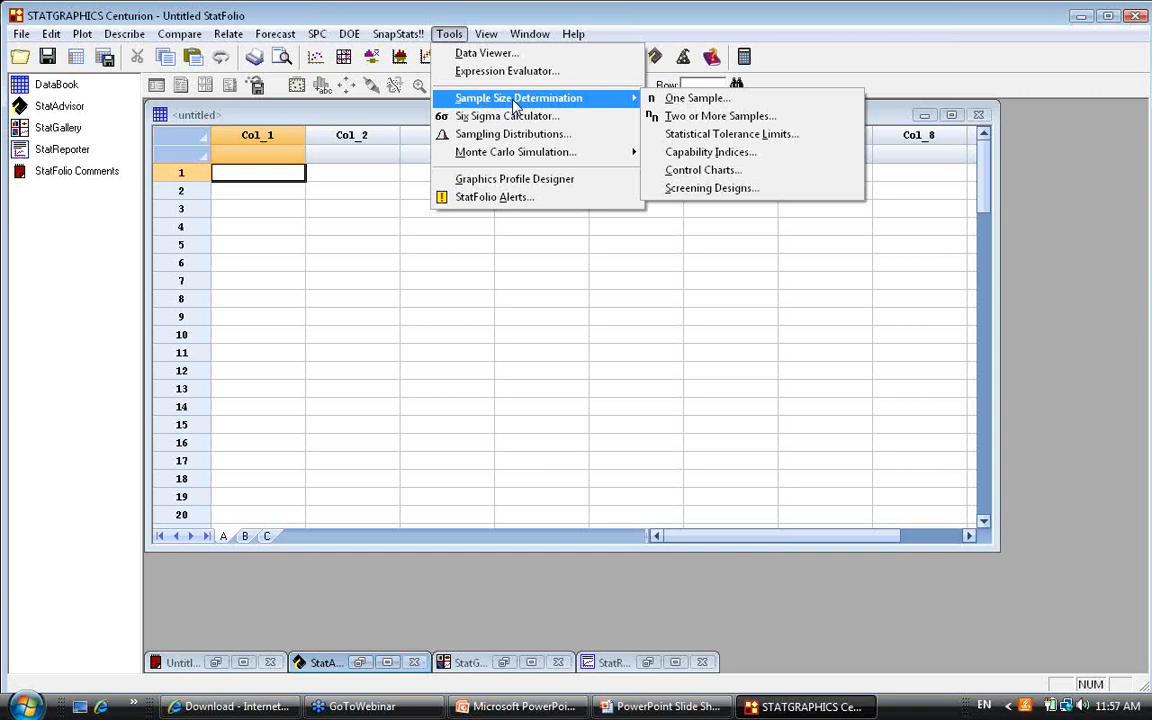 STATGRAPHICS Centurion - Untitled StatFolio
File Edit Plot Describe Compare Relate Forecast SPC DOE SnapStats!! Tools View Window Help
Data Viewer...
Expression Evaluator...
Sample Size Determination
Six Sigma Calculator...
Sampling Distributions...
Monte Carlo Simulation...
Graphics Profile Designer
StatFolio Alerts...
One Sample...
Two or More Samples...
Statistical Tolerance Limits...
Capability Indices...
Control Charts...
Screening Designs...
Row:
DataBook
StatAdvisor
StatGallery
StatReporter
StatFolio Comments
<untitled>
Col_1 Col_2 Col_8
1
2
3
4
5
6
7
8
9
10
11
12
13
14
15
16
17
18
19
20
A B C
Untitl... StatA... StatG... StatR...
NUM
Download - Internet... GoToWebinar Microsoft PowerPo... PowerPoint Slide Sh... STATGRAPHICS Ce... EN 11:57 AM